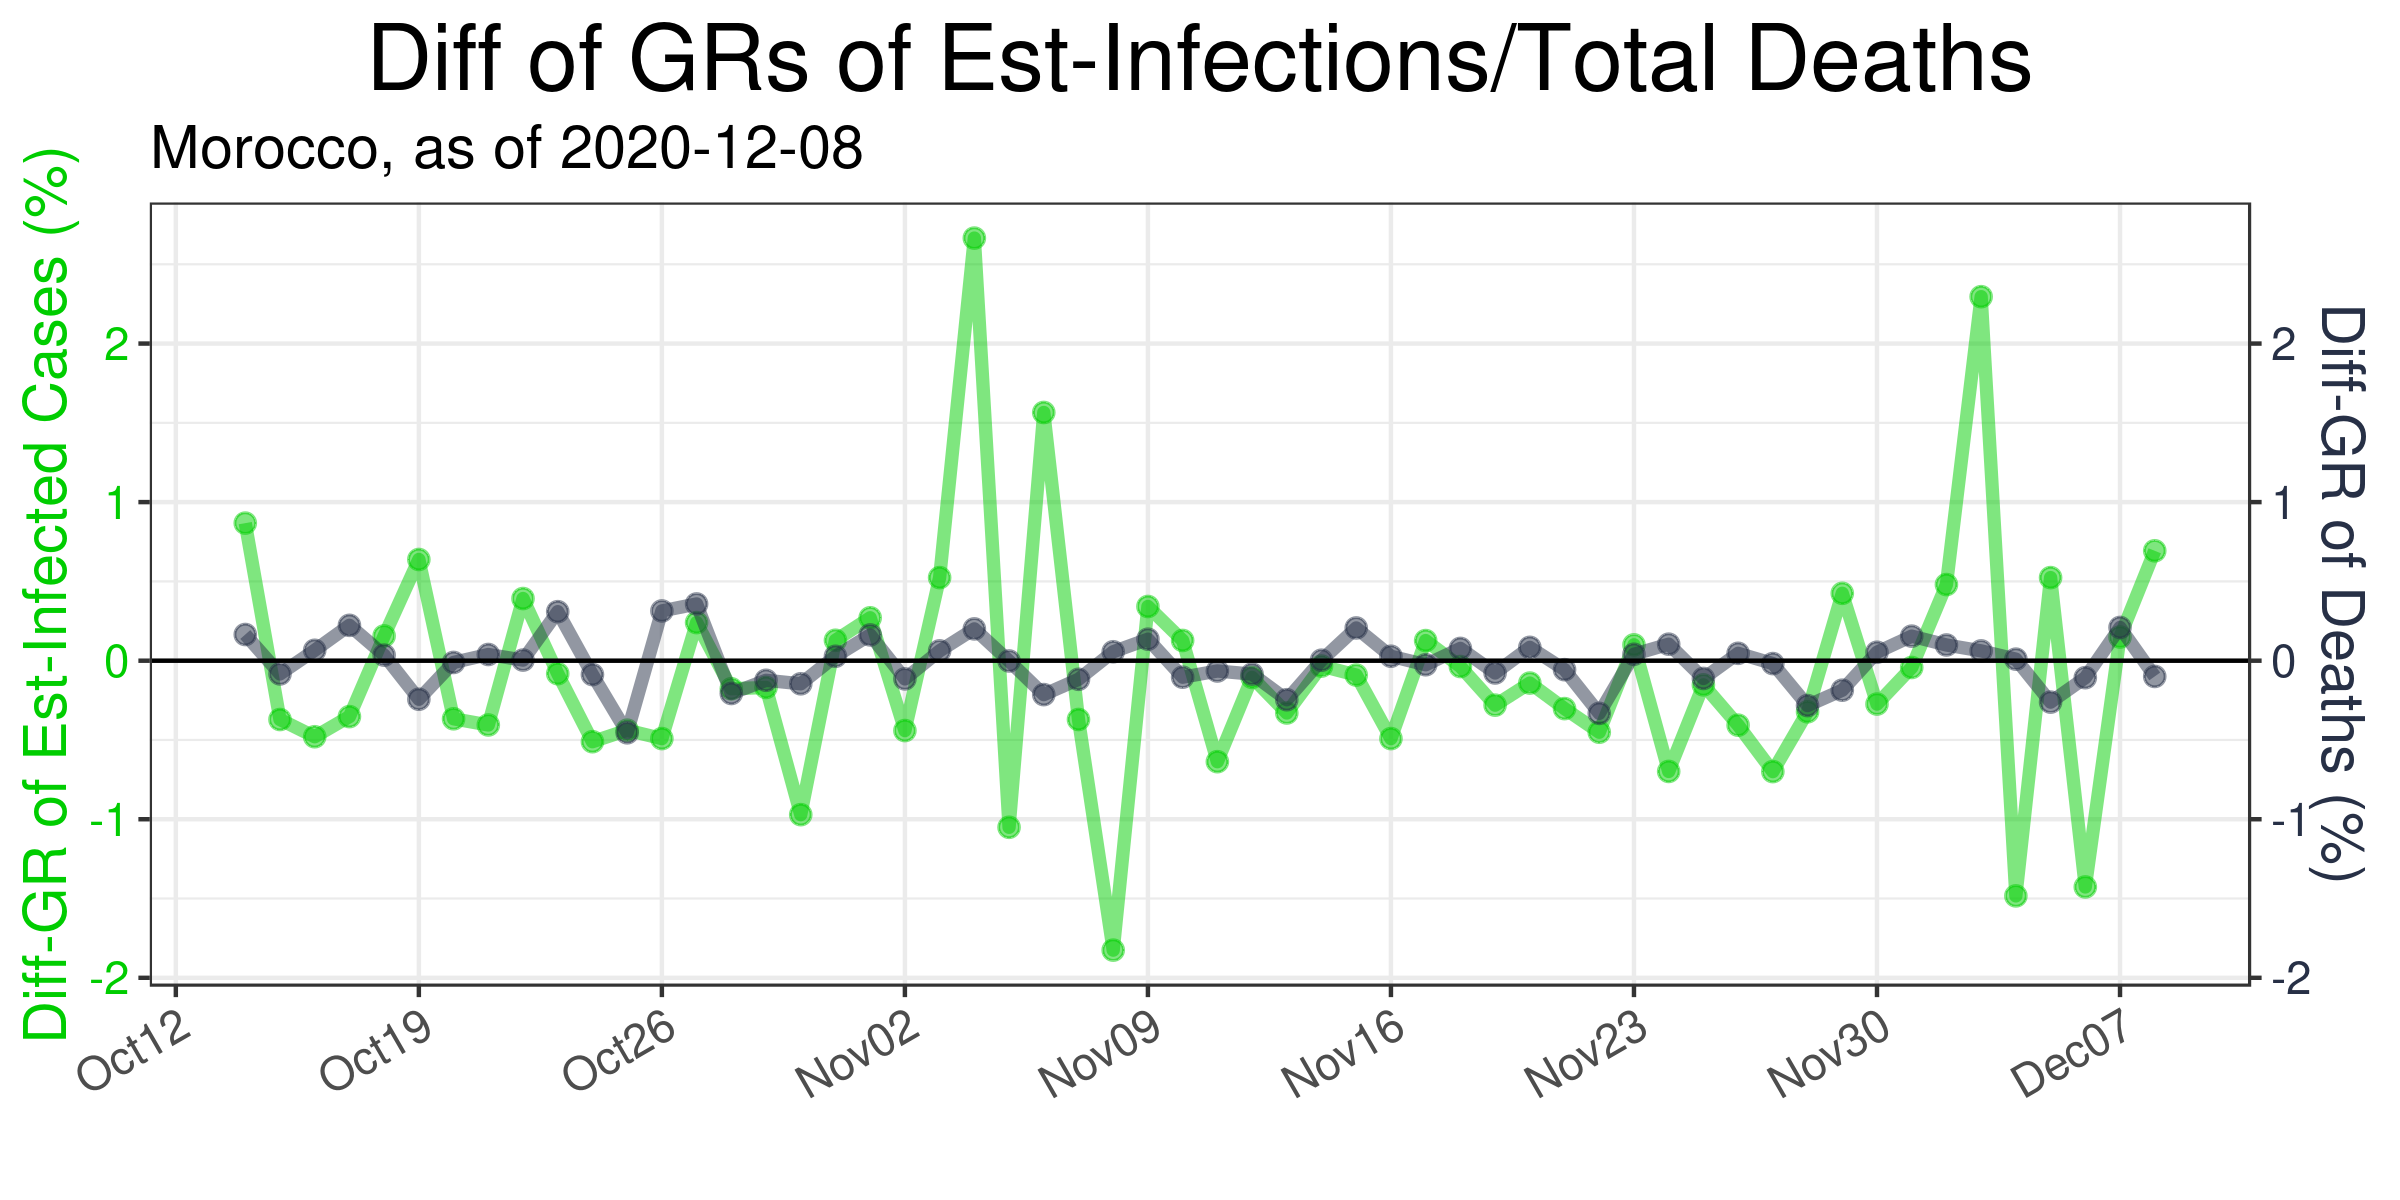 Diff of GRs of Est-Infections/Total Deaths
Morocco, as of 2020-12-08
Diff-GR of Est-Infected Cases (%)
2
1
0
-1
-2
2
1
0
-1
-2
Diff-GR of Deaths (%)
Oct12
Oct19
Oct26
Nov02
Nov09
Nov16
Nov23
Nov30
Dec07